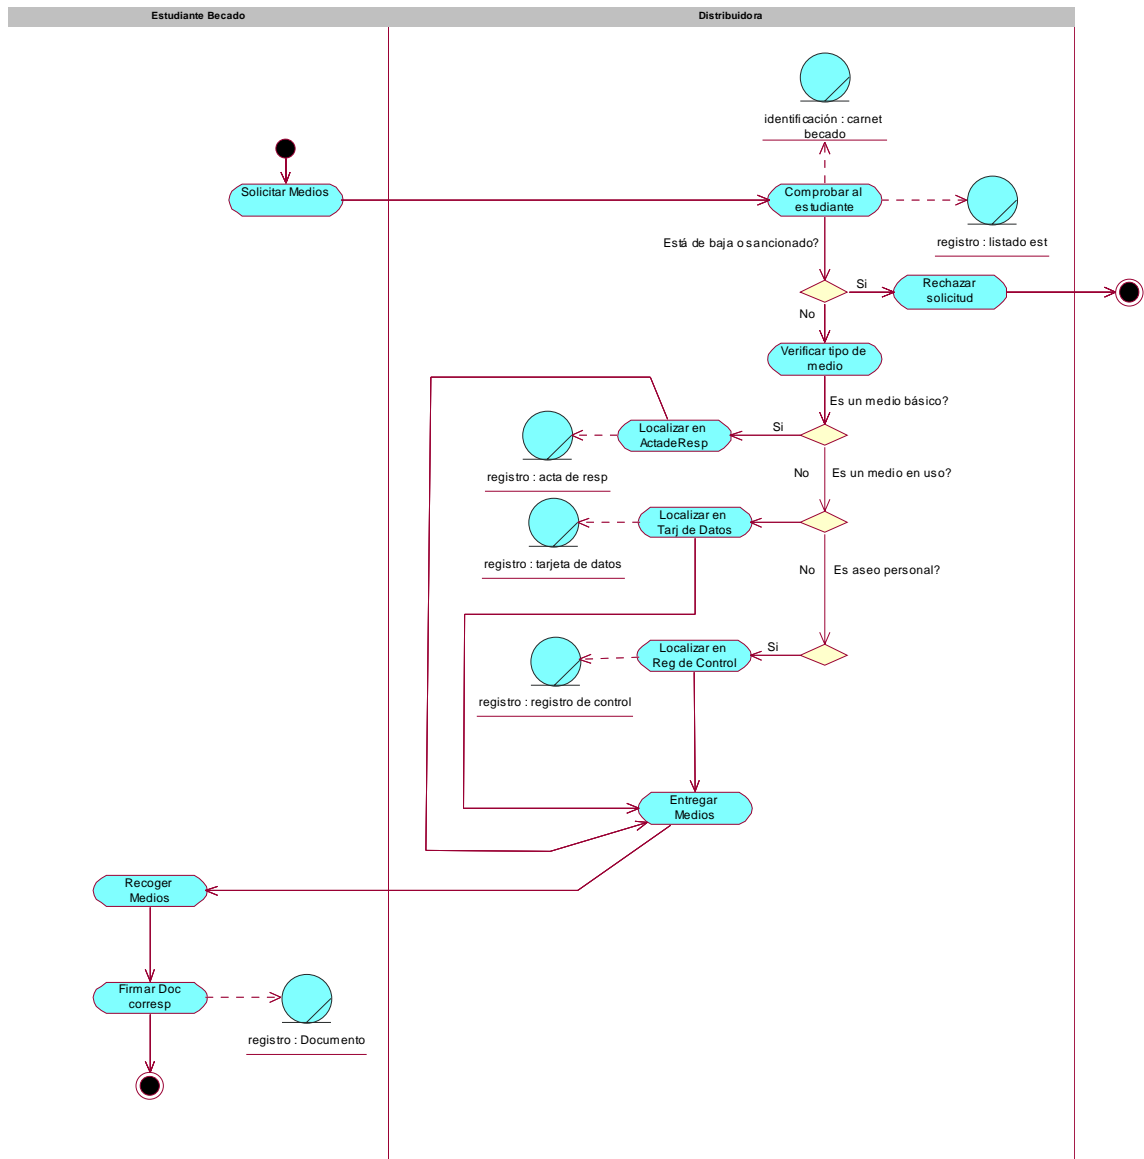 Estudiante Becado
Distribuidora
identificación : carnet
becado
Solicitar Medios
Comprobar al
estudiante
registro : listado est
Está de baja o sancionado?
Si
Rechazar
solicitud
No
Verificar tipo de
medio
Es un medio básico?
Si
Localizar en
ActadeResp
registro : acta de resp
No
Es un medio en uso?
Localizar en
Tarj de Datos
registro : tarjeta de datos
No
Es aseo personal?
Si
Localizar en
Reg de Control
registro : registro de control
Entregar
Medios
Recoger
Medios
Firmar Doc
corresp
registro : Documento